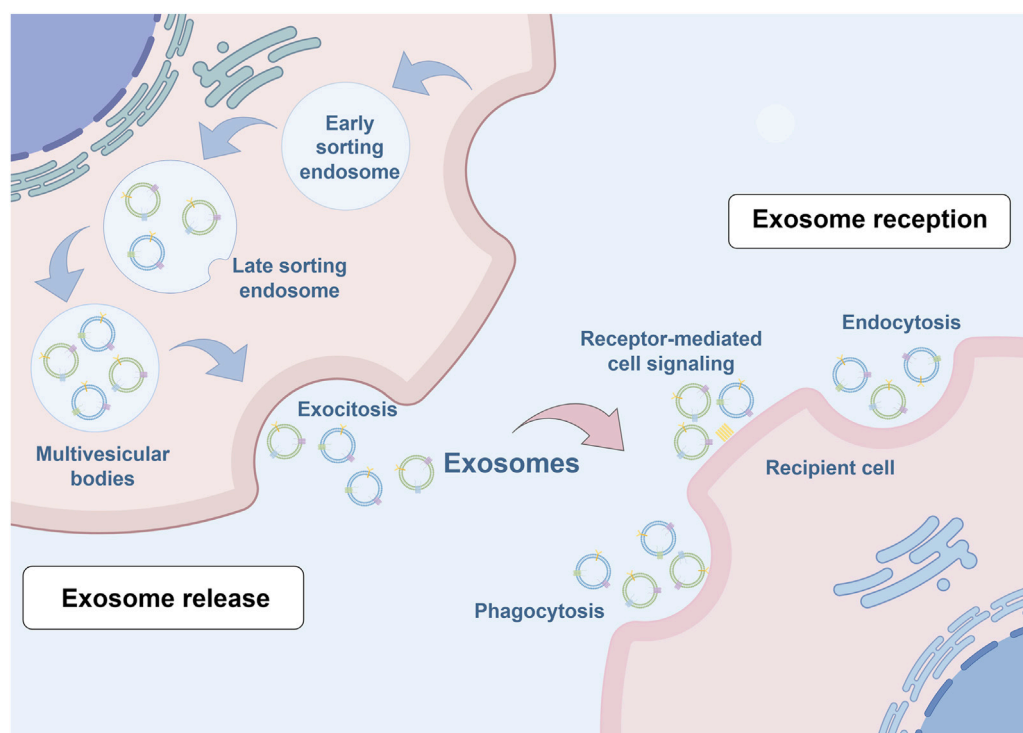 Early
sorting
endosome
Late sorting
endosome
Multivesicular
bodies
Exocitosis
Exosomes
Exosome release
Exosome reception
Receptor-mediated
cell signaling
Endocytosis
Recipient cell
Phagocytosis